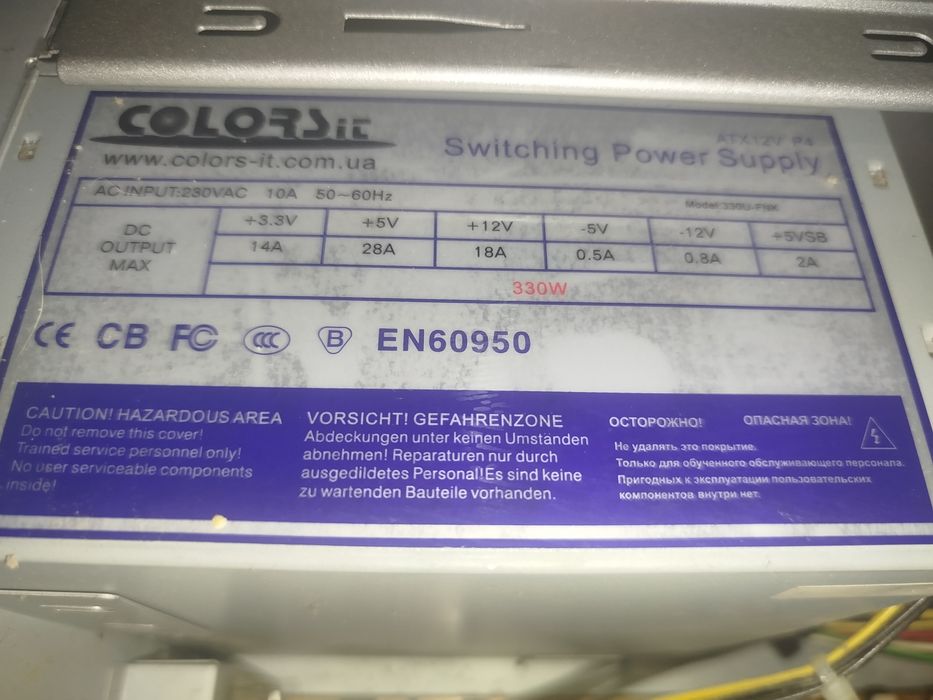 COLORSiT
ATX12V P4
www.colors-it.com.ua
Switching Power Supply
AC INPUT:230VAC 10A 50~60Hz
Model:330U-FNX
DC OUTPUT MAX
+3.3V +5V +12V -5V -12V +5VSB
14A 28A 18A 0.5A 0.8A 2A
330W
CE CB FC CCC B EN60950
CAUTION! HAZARDOUS AREA
Do not remove this cover!
Trained service personnel only!
No user serviceable components
inside!
VORSICHT! GEFAHRENZONE
Abdeckungen unter keinen Umständen
abnehmen! Reparaturen nur durch
ausgedildetes Personal!Es sind keine
zu wartenden Bauteile vorhanden.
ОСТОРОЖНО! ОПАСНАЯ ЗОНА!
Не удалять это покрытие.
Только для обученного обслуживающего персонала.
Пригодных к эксплуатации пользовательских
компонентов внутри нет.